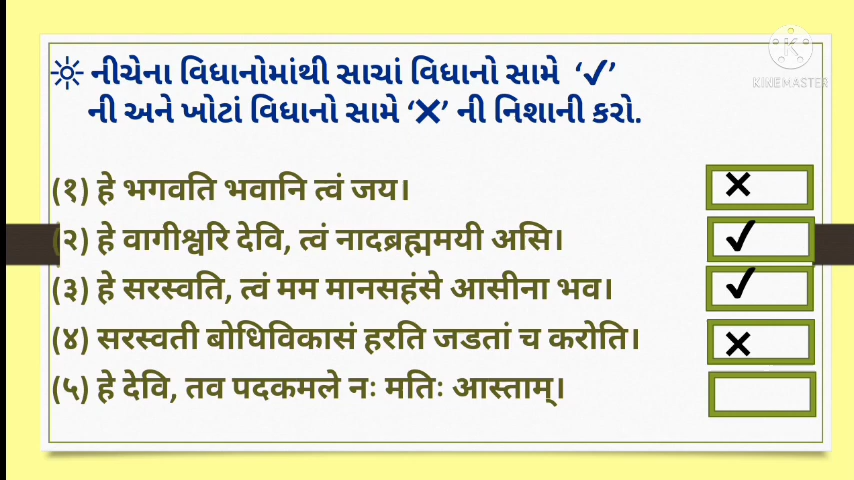 નીચેના વિધાનોમાંથી સાચાં વિધાનો સામે ‘✓’
ની અને ખોટાં વિધાનો સામે ‘✕’ ની નિશાની કરો.
KINEMASTER
(१) हे भगवति भवानि त्वं जय। ✕
(२) हे वागीश्वरि देवि, त्वं नादब्रह्ममयी असि। ✓
(३) हे सरस्वति, त्वं मम मानसहंसे आसीना भव। ✓
(४) सरस्वती बोधिविकासं हरति जडतां च करोति। ✕
(५) हे देवि, तव पदकमले नः मतिः आस्ताम्।